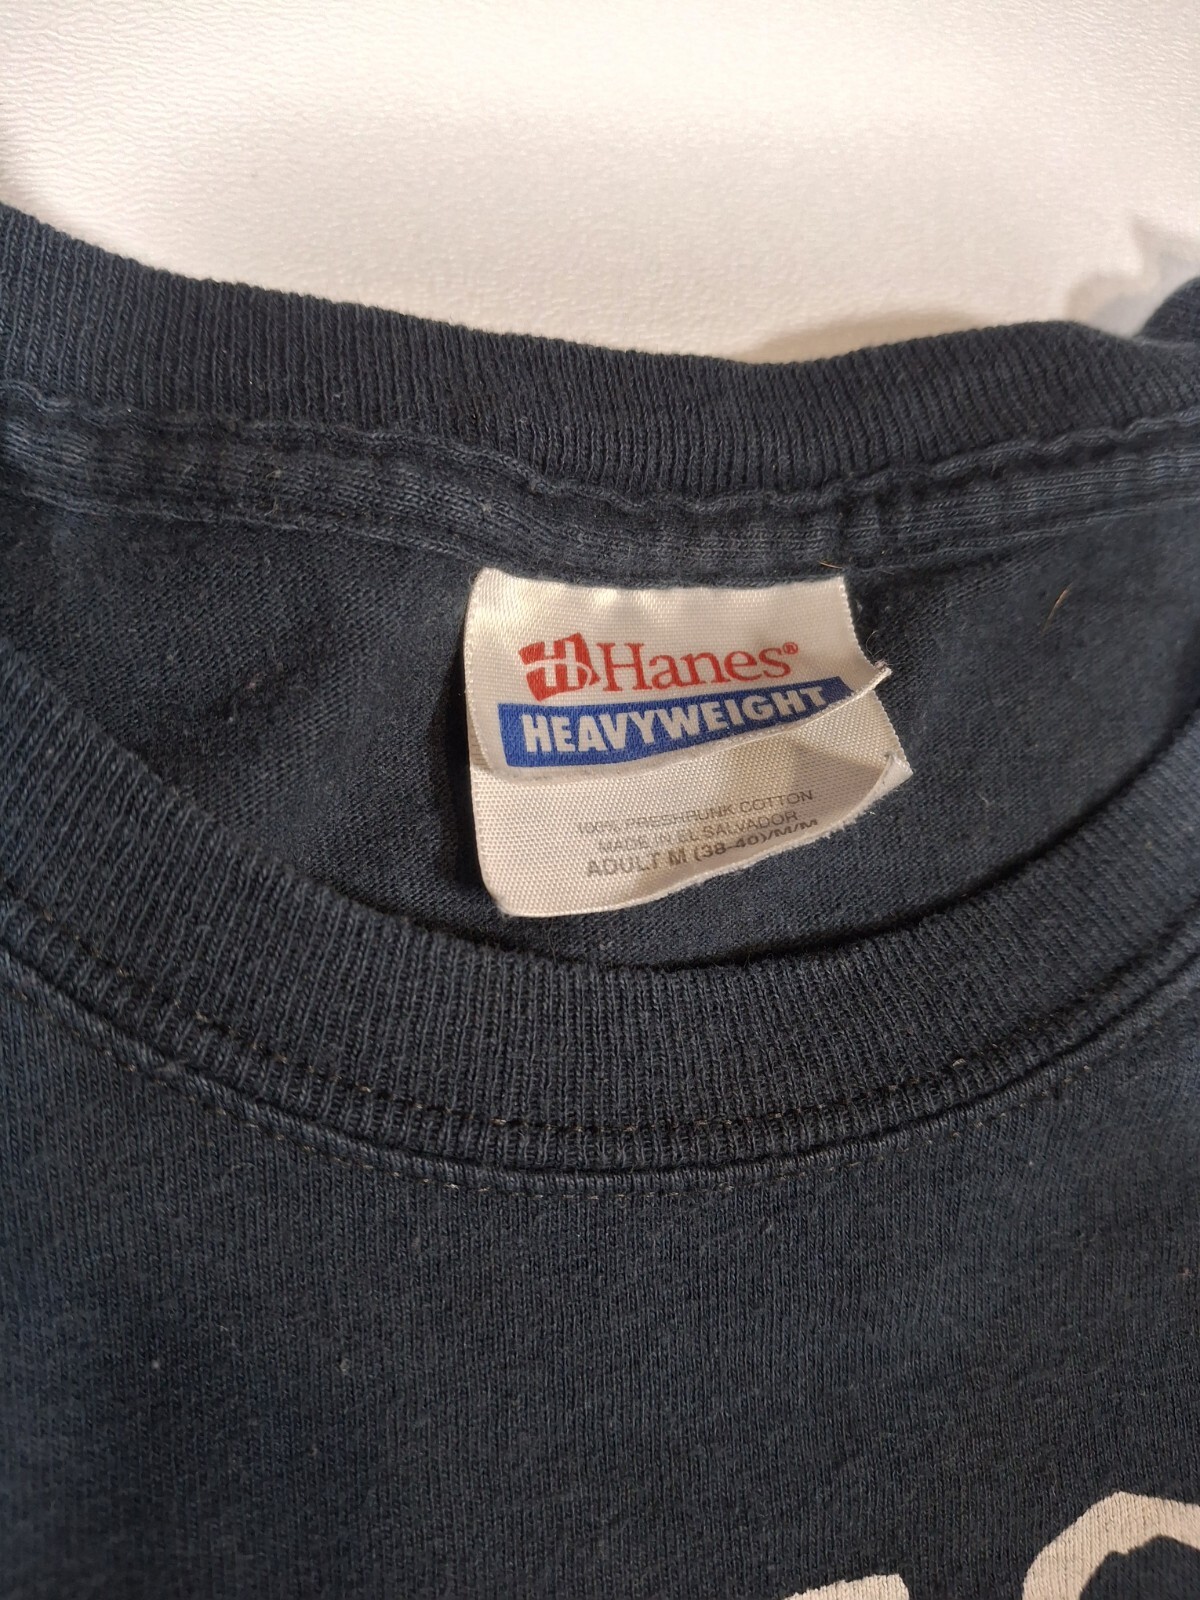 Hanes®
HEAVYWEIGHT
100% PRESHRUNK COTTON
MADE IN EL SALVADOR
ADULT M (38-40)/M/M